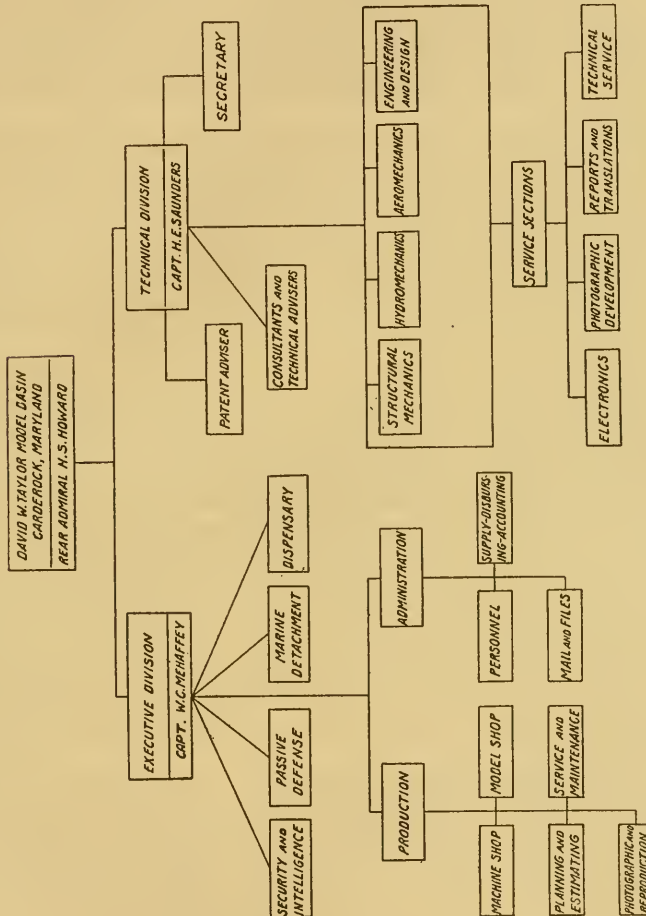 DAVID W. TAYLOR MODEL DASIN
CARDEROCK, MARYLAND
REAR ADMIRAL H.S. HOWARD
EXECUTIVE DIVISION
CAPT. W.C. MEHAFFEY
TECHNICAL DIVISION
CAPT. H.E. SAUNDERS
SECURITY AND
INTELLIGENCE
PASSIVE
DEFENSE
MARINE
DETACHMENT
DISPENSARY
PATENT ADVISER
SECRETARY
CONSULTANTS AND
TECHNICAL ADVISERS
PRODUCTION
ADMINISTRATION
MACHINE SHOP
MODEL SHOP
PLANNING AND
ESTIMATING
SERVICE AND
MAINTENANCE
PHOTOGRAPHIC AND
REPRODUCTION
PERSONNEL
SUPPLY-DISBURS-
ING-ACCOUNTING
MAIL AND FILES
STRUCTURAL
MECHANICS
HYDROMECHANICS
AEROMECHANICS
ENGINEERING
AND DESIGN
SERVICE SECTIONS
ELECTRONICS
PHOTOGRAPHIC
DEVELOPMENT
REPORTS AND
TRANSLATIONS
TECHNICAL
SERVICE